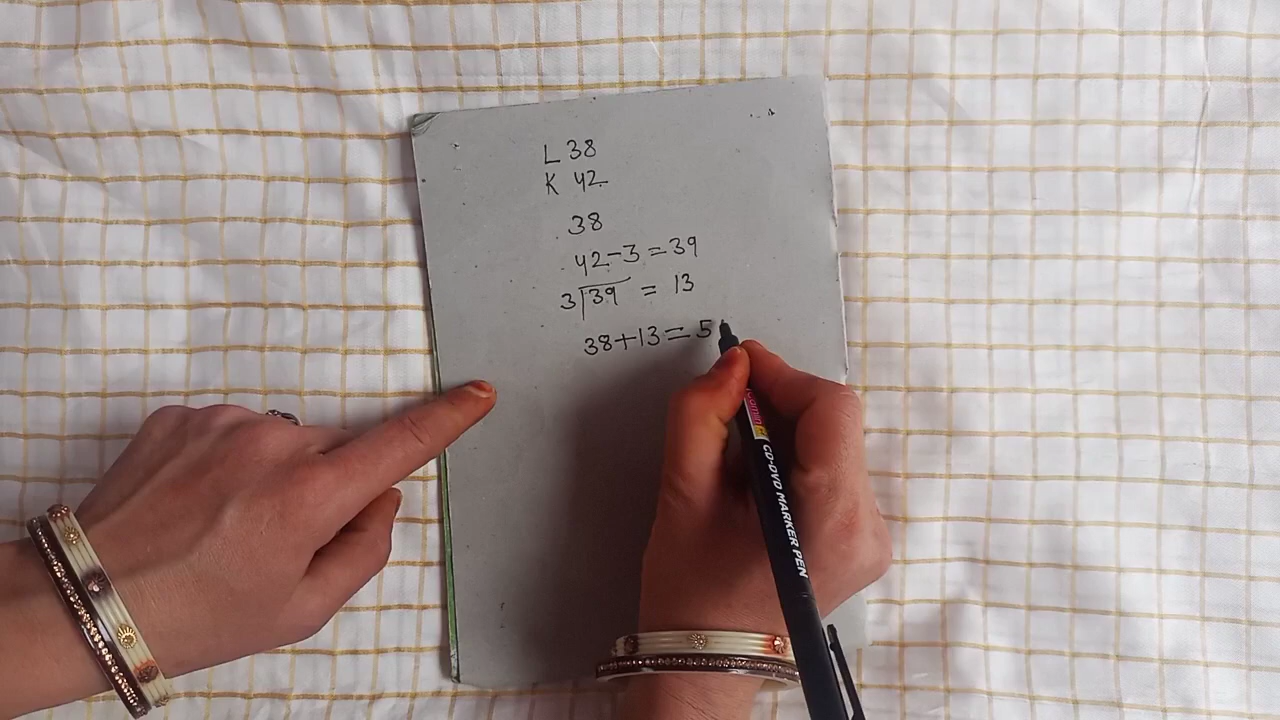 L 38
K 42
38
42-3=39
3)39 = 13
38+13=5
CD-DVD MARKER PEN